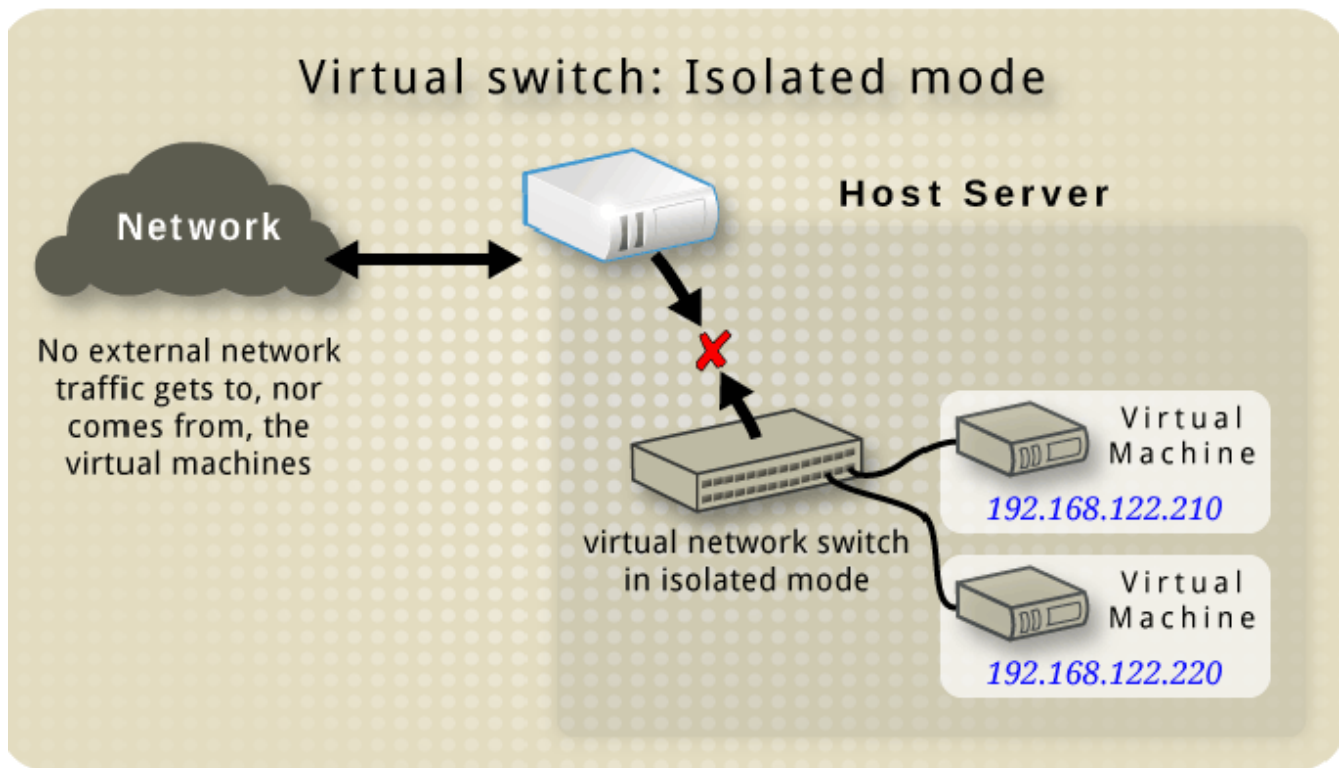 Virtual switch: Isolated mode
Host Server
Network
No external network
traffic gets to, nor
comes from, the
virtual machines
virtual network switch
in isolated mode
Virtual
Machine
192.168.122.210
Virtual
Machine
192.168.122.220